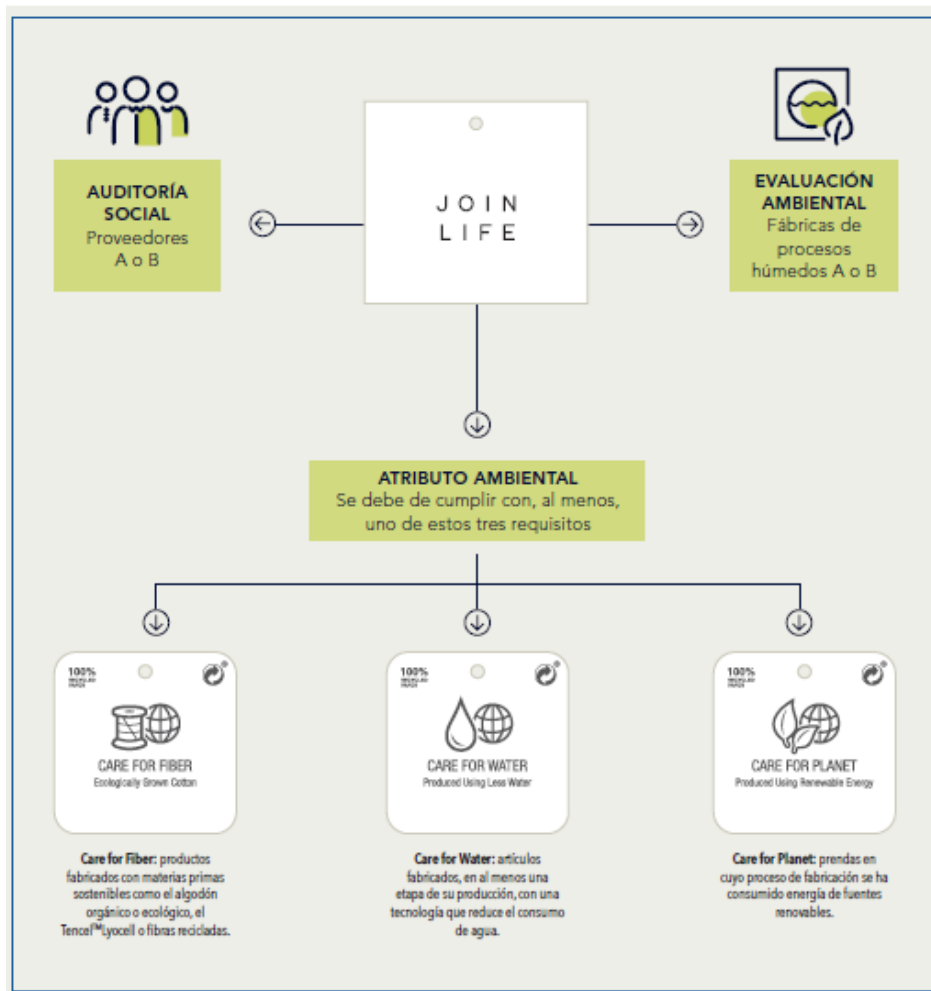 AUDITORÍA
SOCIAL
Proveedores
A o B
JOIN
LIFE
EVALUACIÓN
AMBIENTAL
Fábricas de
procesos
húmedos A o B
ATRIBUTO AMBIENTAL
Se debe de cumplir con, al menos,
uno de estos tres requisitos
100%
CARE FOR FIBER
Ecologically Grown Cotton
100%
CARE FOR WATER
Produced Using Less Water
100%
CARE FOR PLANET
Produced Using Renewable Energy
Care for Fiber: productos
fabricados con materias primas
sostenibles como el algodón
orgánico o ecológico, el
Tencel™Lyocell o fibras recicladas.
Care for Water: artículos
fabricados, en al menos una
etapa de su producción, con una
tecnología que reduce el consumo
de agua.
Care for Planet: prendas en
cuyo proceso de fabricación se ha
consumido energía de fuentes
renovables.